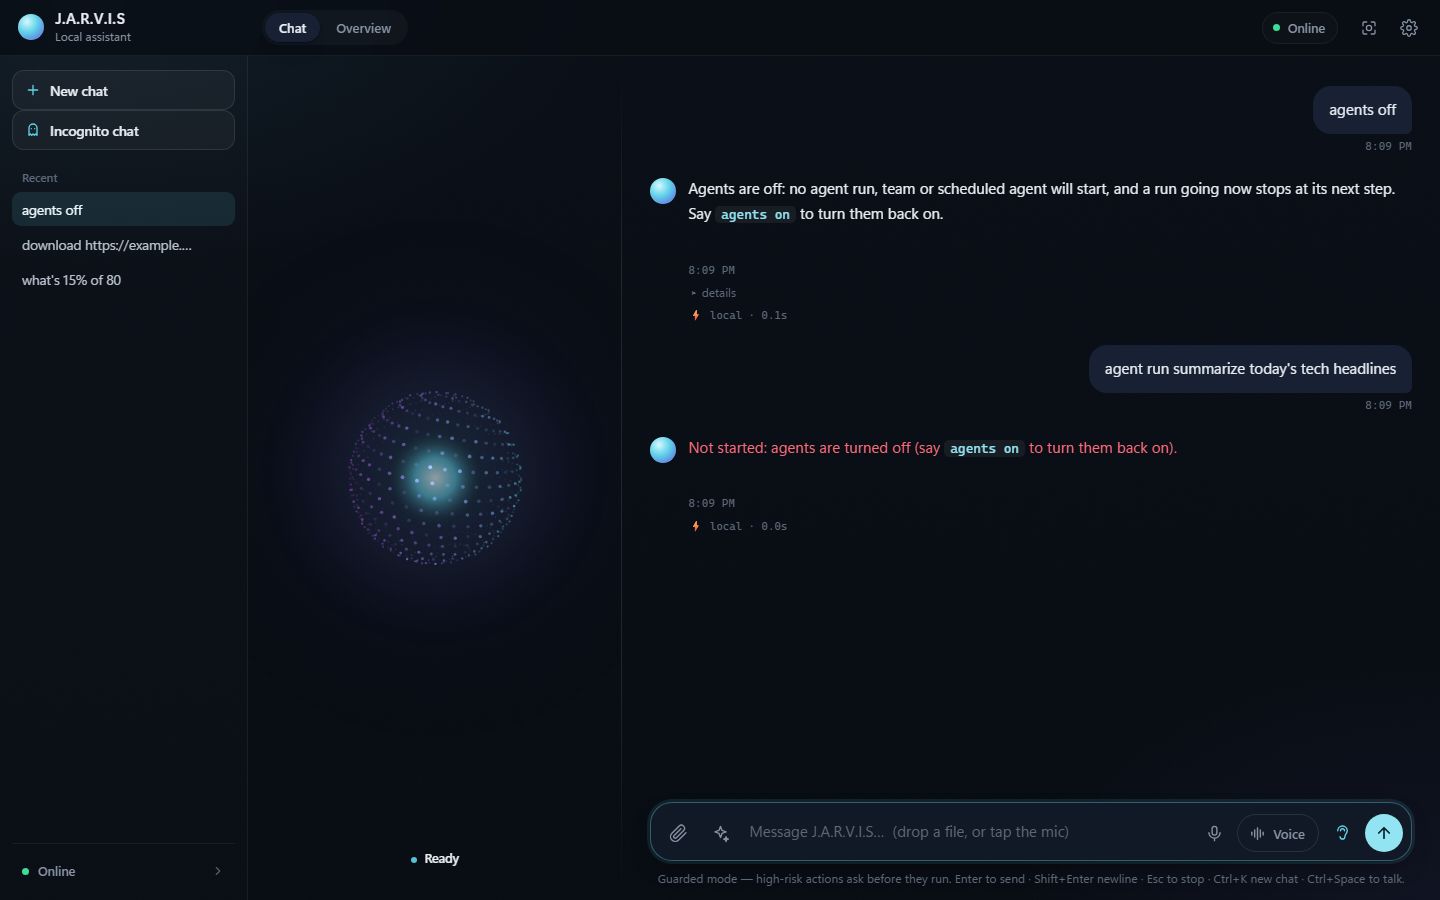 J.A.R.V.I.S
Local assistant
Chat
Overview
Online
New chat
Incognito chat
Recent
agents off
download https://example....
what's 15% of 80
Online
Ready
agents off
8:09 PM
Agents are off: no agent run, team or scheduled agent will start, and a run going now stops at its next step.
Say agents on to turn them back on.
8:09 PM
details
local · 0.1s
agent run summarize today's tech headlines
8:09 PM
Not started: agents are turned off (say agents on to turn them back on).
8:09 PM
local · 0.0s
Message J.A.R.V.I.S... (drop a file, or tap the mic)
Voice
Guarded mode — high-risk actions ask before they run. Enter to send · Shift+Enter newline · Esc to stop · Ctrl+K new chat · Ctrl+Space to talk.